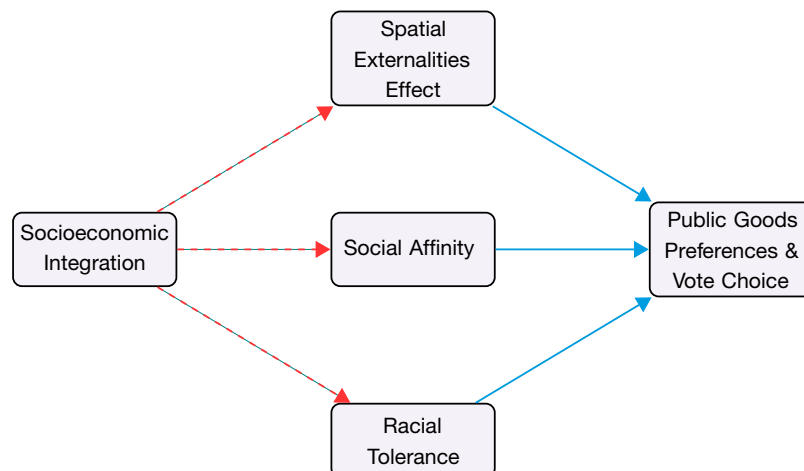 Spatial
Externalities
Effect
Socioeconomic
Integration
Social Affinity
Public Goods
Preferences &
Vote Choice
Racial
Tolerance